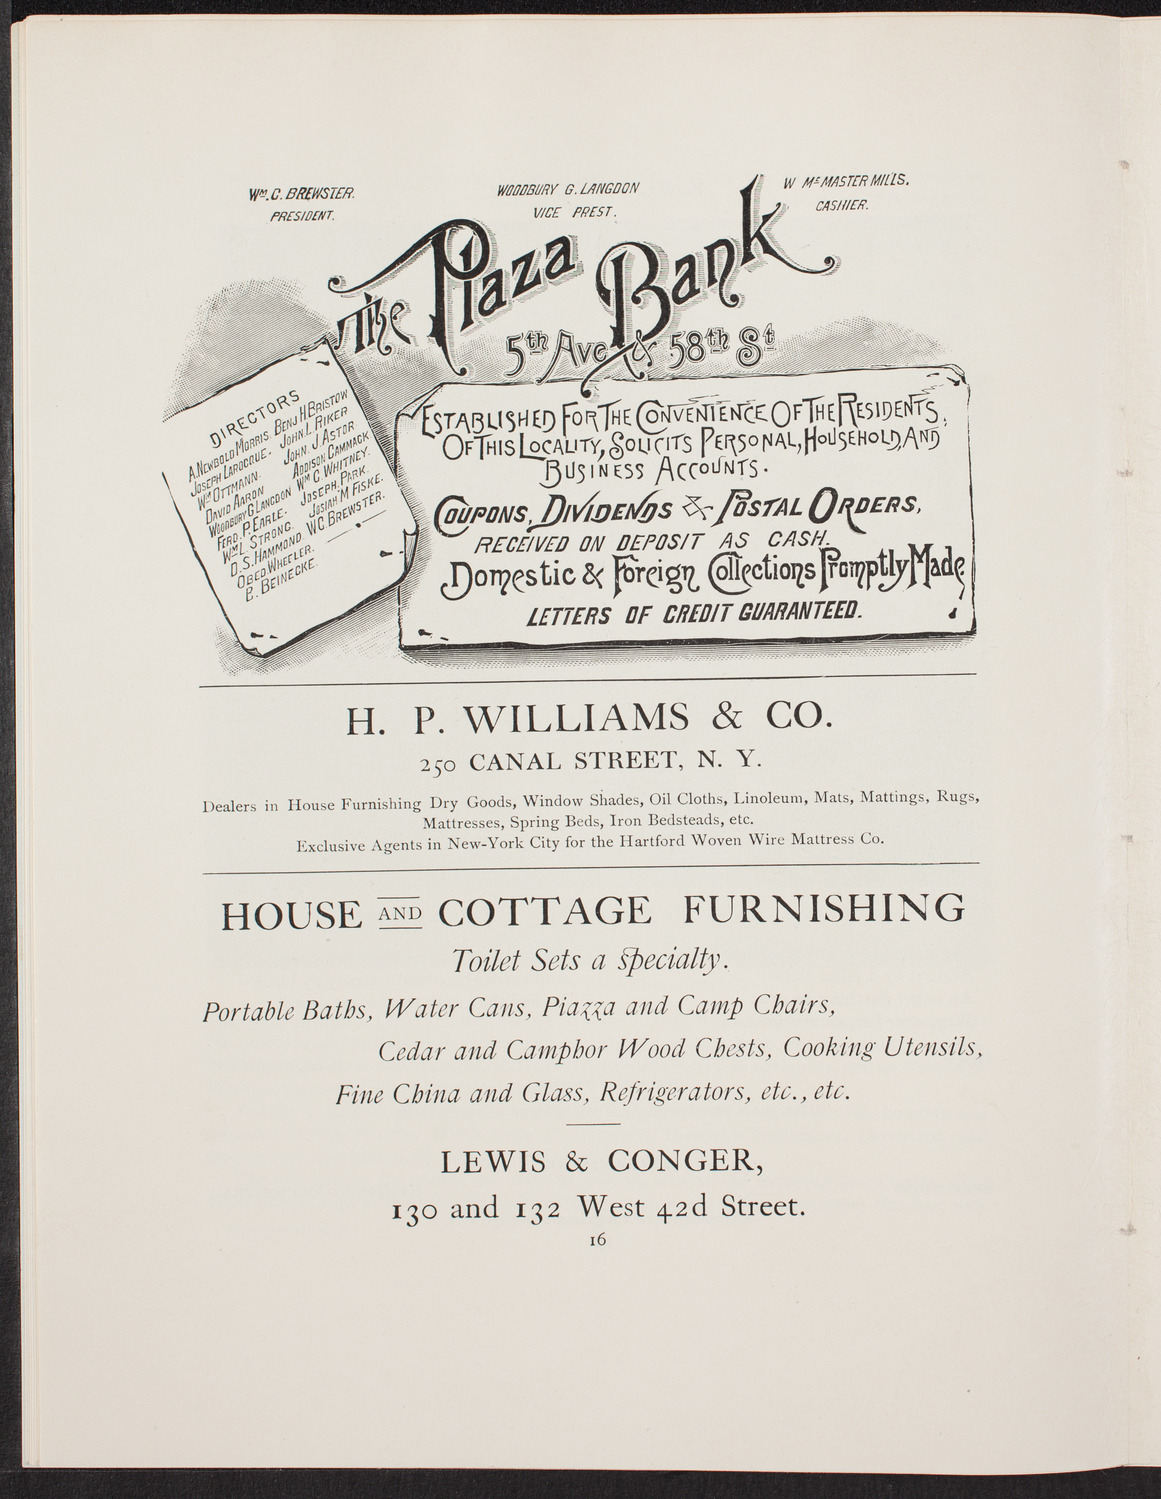 WM. C. BREWSTER.
PRESIDENT.
WOODBURY G. LANGDON
VICE PREST.
W McMASTER MILLS.
CASHIER.
The Plaza Bank
5th Ave & 58th St
DIRECTORS
A. NEWBOLD MORRIS. BENJ H. BRISTOW
JOSEPH LAROCQUE. JOHN L. RIKER
WM OTTMANN. JOHN. J. ASTOR
DAVID AARON ADDISON CAMMACK
WOODBURY G LANGDON WM C WHITNEY.
FERD. P. EARLE. JOSEPH. PARK.
WM L STRONG. JOSIAH M FISKE.
D. S. HAMMOND. W C. BREWSTER.
OBED. WHEELER.
B. BEINECKE.
ESTABLISHED FOR THE CONVENIENCE OF THE RESIDENTS,
OF THIS LOCALITY, SOLICITS PERSONAL, HOUSEHOLD, AND
BUSINESS ACCOUNTS.
COUPONS, DIVIDENDS & POSTAL ORDERS,
RECEIVED ON DEPOSIT AS CASH.
Domestic & Foreign Collections Promptly Made
LETTERS OF CREDIT GUARANTEED.
H. P. WILLIAMS & CO.
250 CANAL STREET, N. Y.
Dealers in House Furnishing Dry Goods, Window Shades, Oil Cloths, Linoleum, Mats, Mattings, Rugs,
Mattresses, Spring Beds, Iron Bedsteads, etc.
Exclusive Agents in New-York City for the Hartford Woven Wire Mattress Co.
HOUSE AND COTTAGE FURNISHING
Toilet Sets a Specialty.
Portable Baths, Water Cans, Piazza and Camp Chairs,
Cedar and Camphor Wood Chests, Cooking Utensils,
Fine China and Glass, Refrigerators, etc., etc.
LEWIS & CONGER,
130 and 132 West 42d Street.
16